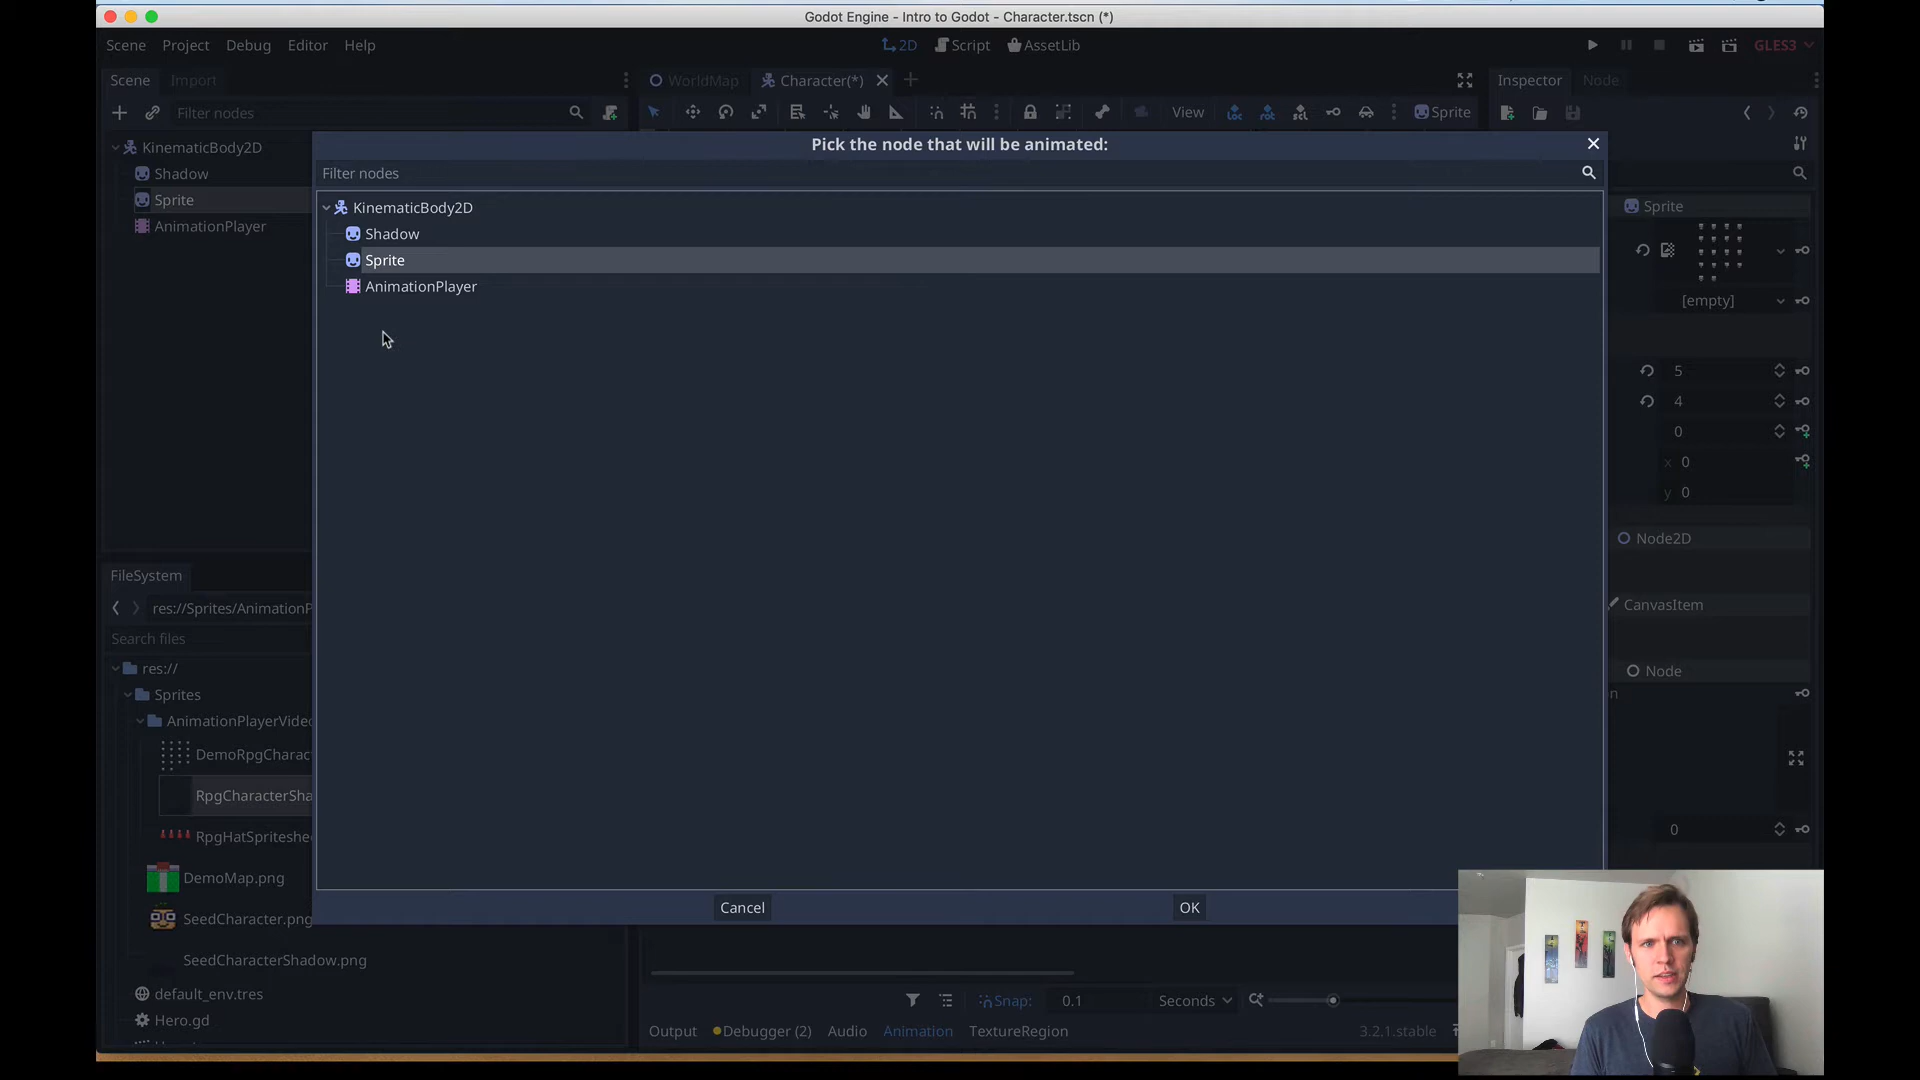 Godot Engine - Intro to Godot - Character.tscn (*)
Scene Project Debug Editor Help
2D Script AssetLib
GLES3
Scene Import
WorldMap Character(*)
Inspector Node
Filter nodes
View
Sprite
KinematicBody2D
Shadow
Sprite
AnimationPlayer
Pick the node that will be animated:
Filter nodes
KinematicBody2D
Shadow
Sprite
AnimationPlayer
Cancel
OK
Sprite
[empty]
5
4
0
x 0
y 0
Node2D
CanvasItem
Node
0
FileSystem
res://Sprites/AnimationP
Search files
res://
Sprites
AnimationPlayerVideo
DemoRpgCharac
RpgCharacterSha
RpgHatSpriteshe
DemoMap.png
SeedCharacter.png
SeedCharacterShadow.png
default_env.tres
Hero.gd
Snap: 0.1 Seconds
Output Debugger (2) Audio Animation TextureRegion
3.2.1.stable